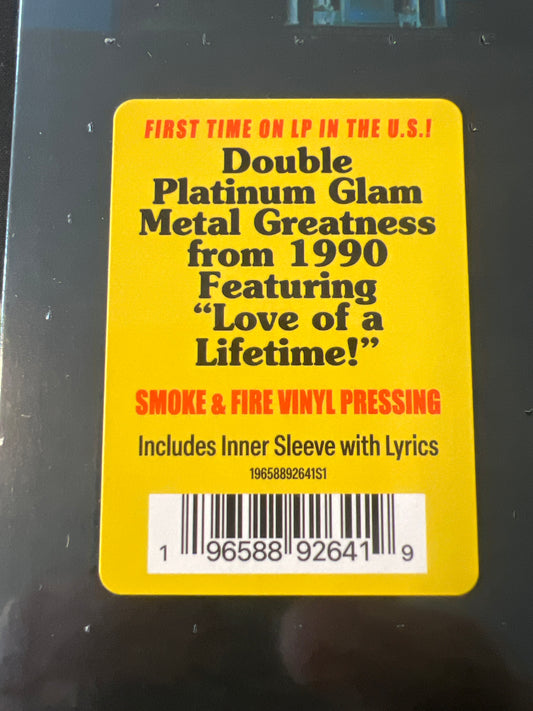 FIRST TIME ON LP IN THE U.S.!
Double
Platinum Glam
Metal Greatness
from 1990
Featuring
“Love of a
Lifetime!”
SMOKE & FIRE VINYL PRESSING
Includes Inner Sleeve with Lyrics
19658892641S1
1 96588 92641 9